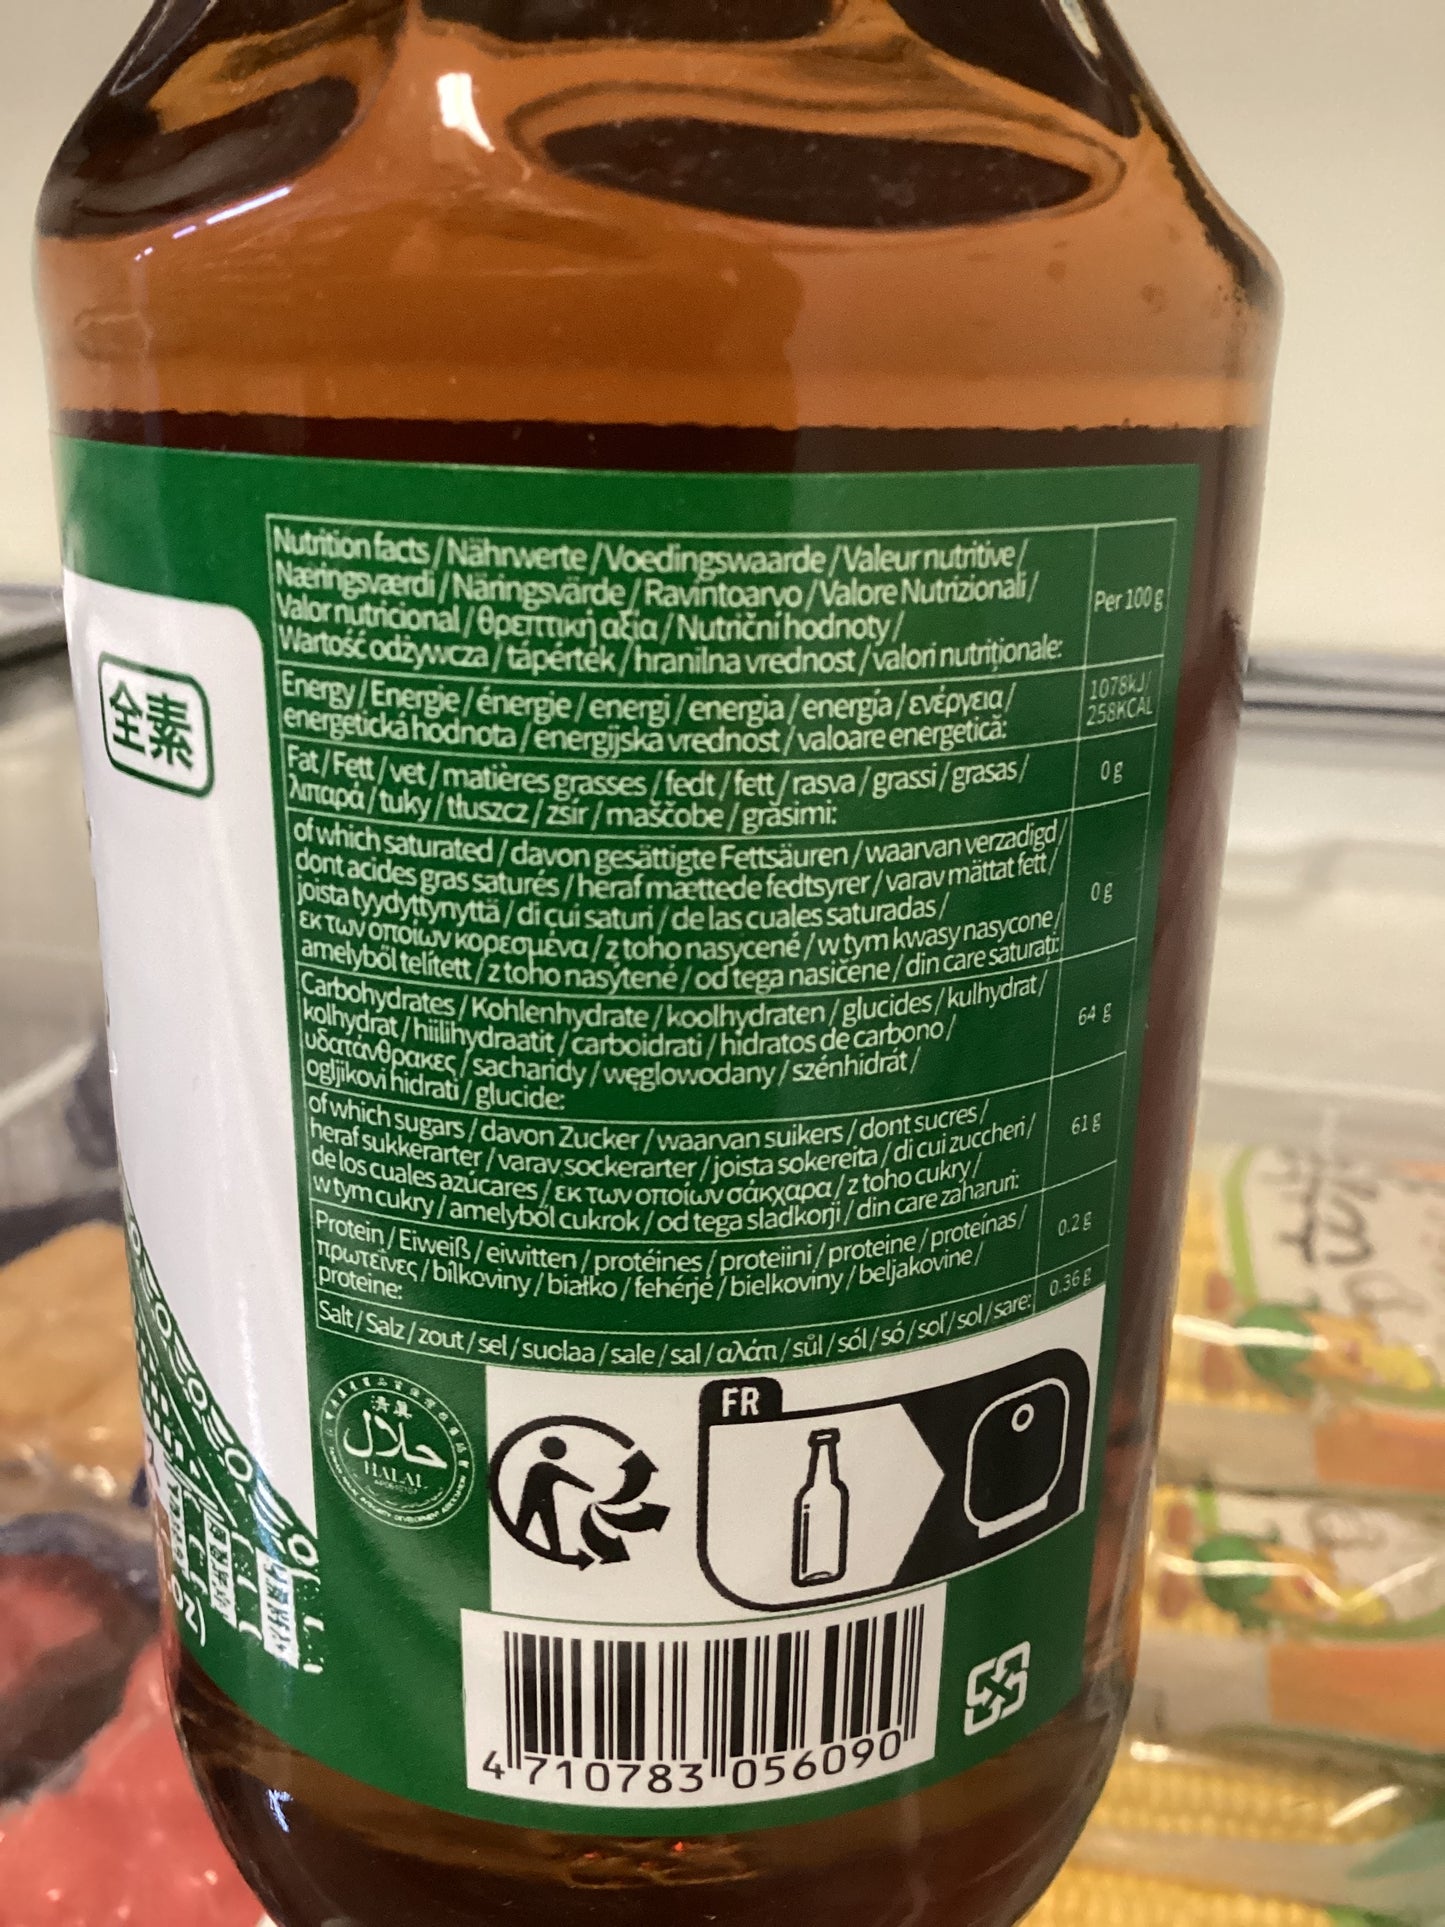 全素
Nutrition facts / Nährwerte / Voedingswaarde / Valeur nutritive /
Næringsværdi / Näringsvärde / Ravintoarvo / Valore Nutrizionali /
Valor nutricional / θρεπτική αξία / Nutriční hodnoty /
Wartość odżywcza / tápérték / hranilna vrednost / valori nutriționale:
Per 100 g
Energy / Energie / énergie / energi / energia / energía / ενέργεια /
energetická hodnota / energijska vrednost / valoare energetică:
1078kJ/
258KCAL
Fat / Fett / vet / matières grasses / fedt / fett / rasva / grassi / grasas /
λιπαρά / tuky / tłuszcz / zsír / maščobe / grăsimi:
0 g
of which saturated / davon gesättigte Fettsäuren / waarvan verzadigd /
dont acides gras saturés / heraf mættede fedtsyrer / varav mättat fett /
joista tyydyttynyttä / di cui saturi / de las cuales saturadas /
εκ των οποίων κορεσμένα / z toho nasycené / w tym kwasy nasycone /
amelyből telített / z toho nasýtené / od tega nasičene / din care saturati:
0 g
Carbohydrates / Kohlenhydrate / koolhydraten / glucides / kulhydrat /
kolhydrat / hiilihydraatit / carboidrati / hidratos de carbono /
υδατάνθρακες / sacharidy / węglowodany / szénhidrát /
ogljikovi hidrati / glucide:
64 g
of which sugars / davon Zucker / waarvan suikers / dont sucres /
heraf sukkerarter / varav sockerarter / joista sokereita / di cui zuccheri /
de los cuales azúcares / εκ των οποίων σάκχαρα / z toho cukry /
w tym cukry / amelyből cukrok / od tega sladkorji / din care zaharuri:
61 g
Protein / Eiweiß / eiwitten / protéines / proteiini / proteine / proteínas /
πρωτεΐνες / bílkoviny / białko / fehérje / bielkoviny / beljakovine /
proteine:
0.2 g
Salt / Salz / zout / sel / suolaa / sale / sal / αλάτι / sůl / sól / só / soľ / sol / sare:
0.36 g
清真
حلال
HALAL
FR
oz)
4 710783 056090